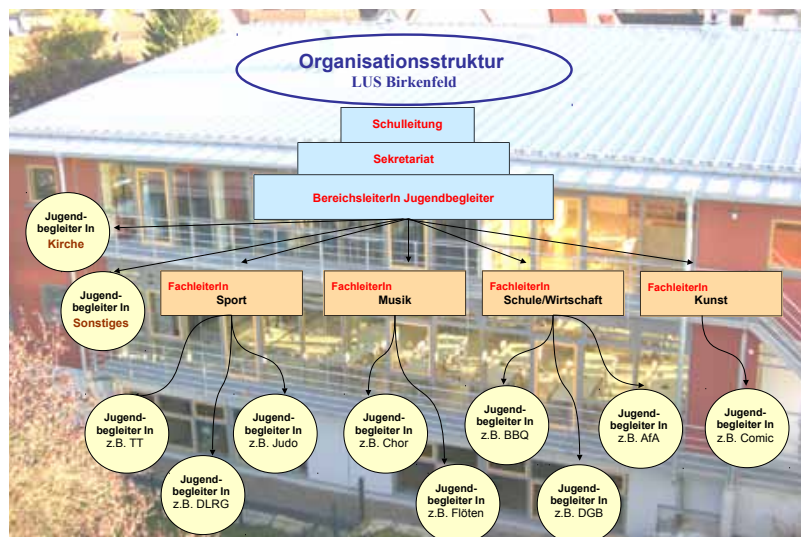 Organisationsstruktur
LUS Birkenfeld
Schulleitung
Sekretariat
BereichsleiterIn Jugendbegleiter
Jugend-
begleiter In
Kirche
Jugend-
begleiter In
Sonstiges
FachleiterIn
Sport
FachleiterIn
Musik
FachleiterIn
Schule/Wirtschaft
FachleiterIn
Kunst
Jugend-
begleiter In
z.B. TT
Jugend-
begleiter In
z.B. DLRG
Jugend-
begleiter In
z.B. Judo
Jugend-
begleiter In
z.B. Chor
Jugend-
begleiter In
z.B. Flöten
Jugend-
begleiter In
z.B. BBQ
Jugend-
begleiter In
z.B. DGB
Jugend-
begleiter In
z.B. AfA
Jugend-
begleiter In
z.B. Comic